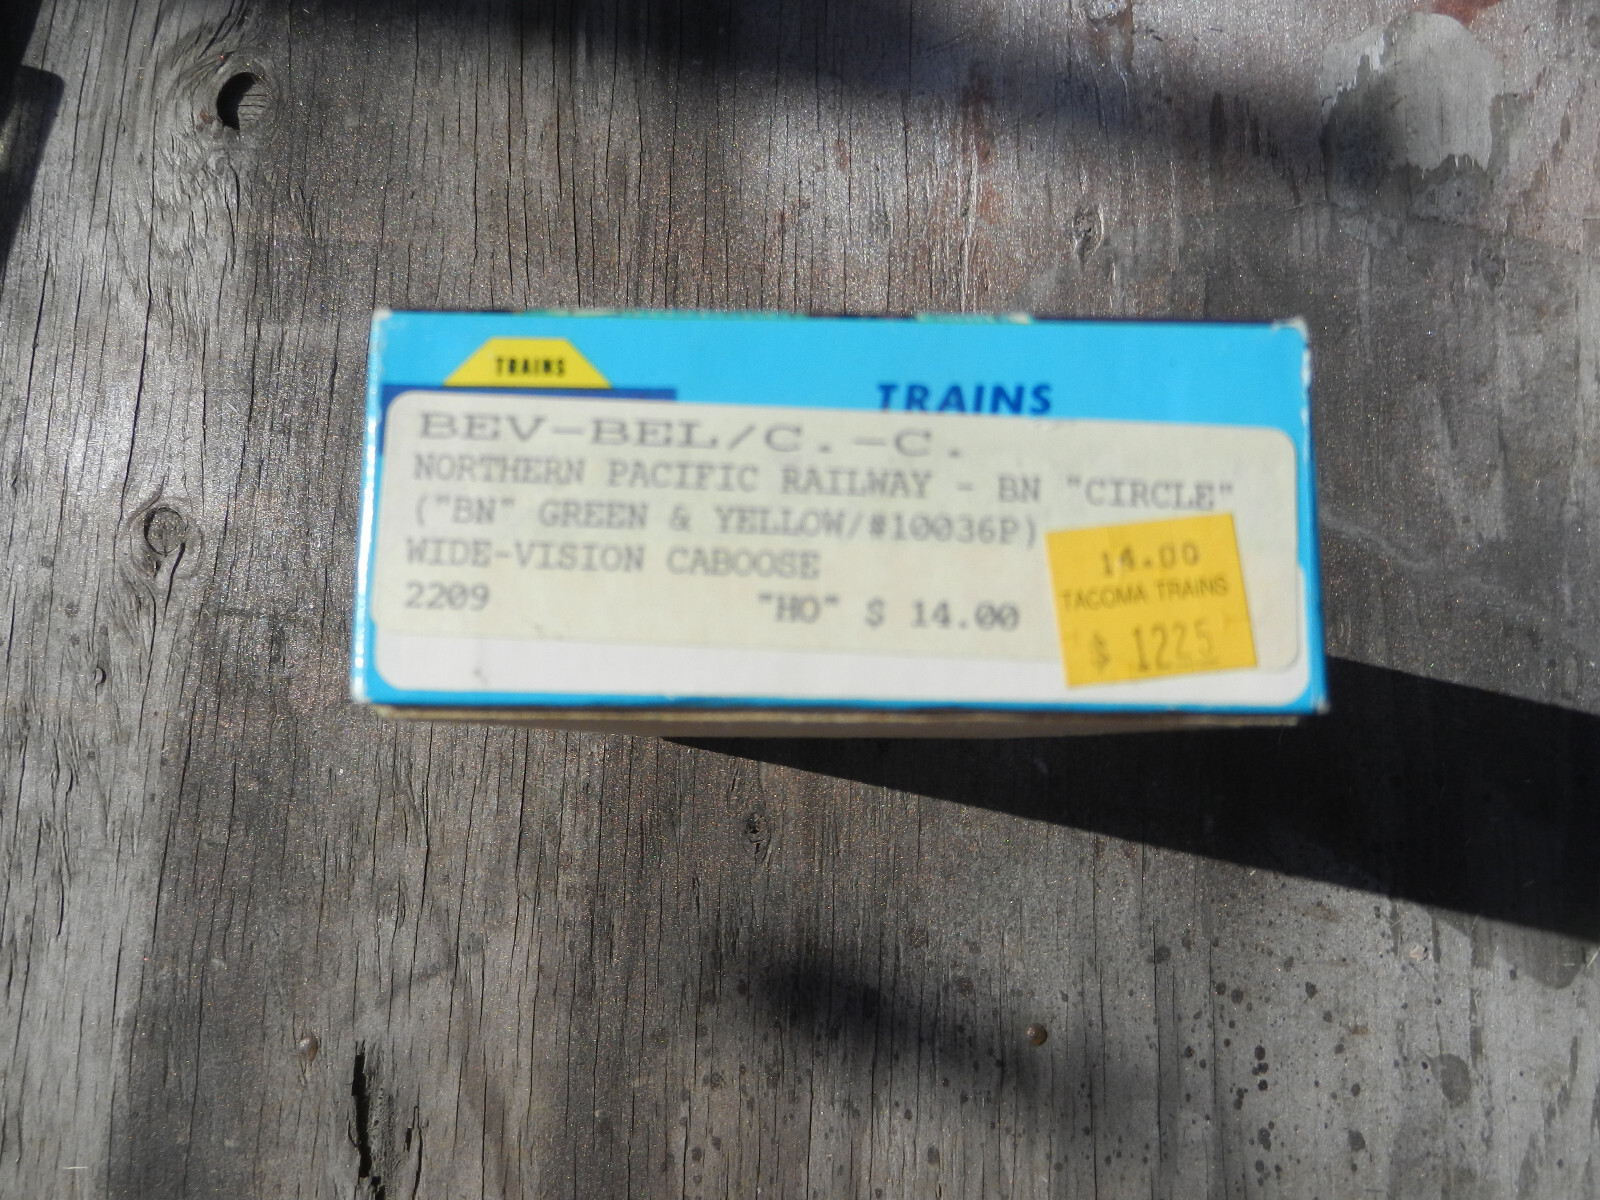 TRAINS
TRAINS
BEV-BEL/C.-C.
NORTHERN PACIFIC RAILWAY - BN "CIRCLE"
("BN" GREEN & YELLOW/#10036P)
WIDE-VISION CABOOSE
2209 "HO" $ 14.00
14.00
TACOMA TRAINS
$ 1225